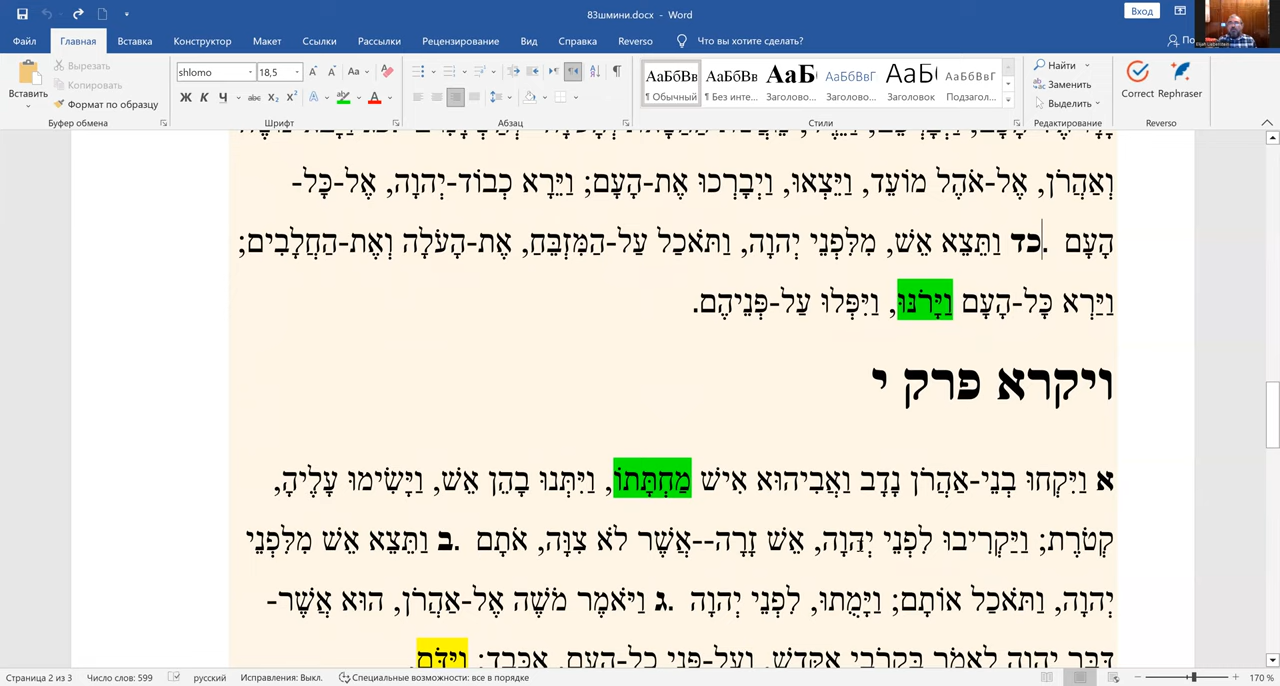 83шмини.docx - Word
Вход
Файл Главная Вставка Конструктор Макет Ссылки Рассылки Рецензирование Вид Справка Reverso Что вы хотите сделать?
Вставить
Вырезать
Копировать
Формат по образцу
Буфер обмена
shlomo 18,5
Шрифт
Абзац
АаБбВв АаБбВв АаБ АаБбВвГ АаБ АаБбВвГ
¶ Обычный ¶ Без инте... Заголово... Заголово... Заголовок Подзагол...
Стили
Найти
Заменить
Выделить
Редактирование
Correct Rephraser
Reverso
וְאַהֲרֹן, אֶל-אֹהֶל מוֹעֵד, וַיֵּצְאוּ, וַיְבָרְכוּ אֶת-הָעָם; וַיֵּרָא כְבוֹד-יְהוָה, אֶל-כָּל-
הָעָם .כד וַתֵּצֵא אֵשׁ, מִלִּפְנֵי יְהוָה, וַתֹּאכַל עַל-הַמִּזְבֵּחַ, אֶת-הָעֹלָה וְאֶת-הַחֲלָבִים;
וַיַּרְא כָּל-הָעָם וַיָּרֹנּוּ, וַיִּפְּלוּ עַל-פְּנֵיהֶם.
ויקרא פרק י
א וַיִּקְחוּ בְנֵי-אַהֲרֹן נָדָב וַאֲבִיהוּא אִישׁ מַחְתָּתוֹ, וַיִּתְּנוּ בָהֵן אֵשׁ, וַיָּשִׂימוּ עָלֶיהָ,
קְטֹרֶת; וַיַּקְרִיבוּ לִפְנֵי יְהוָה, אֵשׁ זָרָה--אֲשֶׁר לֹא צִוָּה, אֹתָם .ב וַתֵּצֵא אֵשׁ מִלִּפְנֵי
יְהוָה, וַתֹּאכַל אוֹתָם; וַיָּמֻתוּ, לִפְנֵי יְהוָה .ג וַיֹּאמֶר מֹשֶׁה אֶל-אַהֲרֹן, הוּא אֲשֶׁר-
דִּבֶּר יְהוָה לֵאמֹר בִּקְרֹבַי אֶקָּדֵשׁ, וְעַל-פְּנֵי כָל-הָעָם, אֶכָּבֵד; וַיִּדֹּם
Страница 2 из 3 Число слов: 599 русский Исправления: Выкл. Специальные возможности: все в порядке 170 %